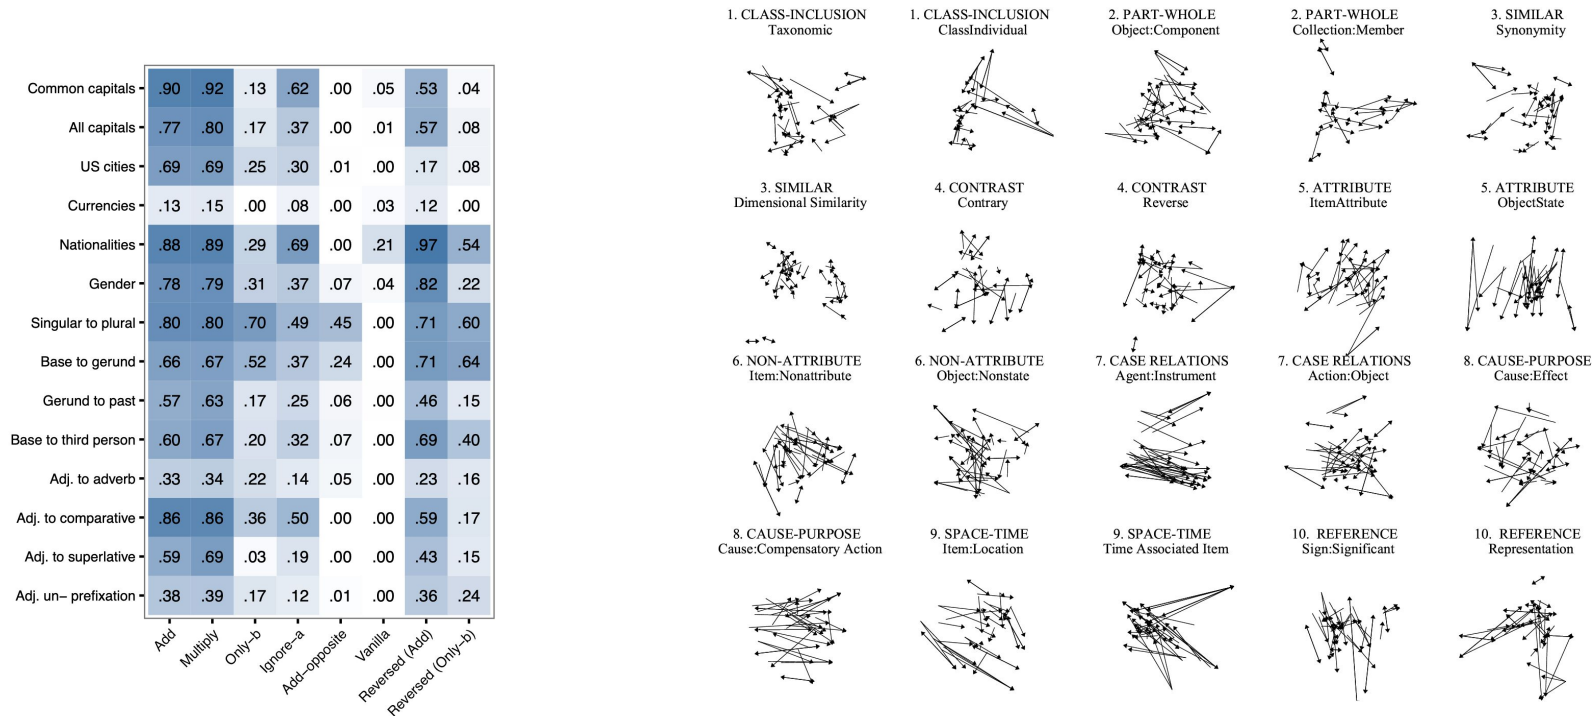 Common capitals .90 .92 .13 .62 .00 .05 .53 .04
All capitals .77 .80 .17 .37 .00 .01 .57 .08
US cities .69 .69 .25 .30 .01 .00 .17 .08
Currencies .13 .15 .00 .08 .00 .03 .12 .00
Nationalities .88 .89 .29 .69 .00 .21 .97 .54
Gender .78 .79 .31 .37 .07 .04 .82 .22
Singular to plural .80 .80 .70 .49 .45 .00 .71 .60
Base to gerund .66 .67 .52 .37 .24 .00 .71 .64
Gerund to past .57 .63 .17 .25 .06 .00 .46 .15
Base to third person .60 .67 .20 .32 .07 .00 .69 .40
Adj. to adverb .33 .34 .22 .14 .05 .00 .23 .16
Adj. to comparative .86 .86 .36 .50 .00 .00 .59 .17
Adj. to superlative .59 .69 .03 .19 .00 .00 .43 .15
Adj. un− prefixation .38 .39 .17 .12 .01 .00 .36 .24
Add
Multiply
Only−b
Ignore−a
Add−opposite
Vanilla
Reversed (Add)
Reversed (Only−b)
1. CLASS-INCLUSION
Taxonomic
1. CLASS-INCLUSION
ClassIndividual
2. PART-WHOLE
Object:Component
2. PART-WHOLE
Collection:Member
3. SIMILAR
Synonymity
3. SIMILAR
Dimensional Similarity
4. CONTRAST
Contrary
4. CONTRAST
Reverse
5. ATTRIBUTE
ItemAttribute
5. ATTRIBUTE
ObjectState
6. NON-ATTRIBUTE
Item:Nonattribute
6. NON-ATTRIBUTE
Object:Nonstate
7. CASE RELATIONS
Agent:Instrument
7. CASE RELATIONS
Action:Object
8. CAUSE-PURPOSE
Cause:Effect
8. CAUSE-PURPOSE
Cause:Compensatory Action
9. SPACE-TIME
Item:Location
9. SPACE-TIME
Time Associated Item
10. REFERENCE
Sign:Significant
10. REFERENCE
Representation